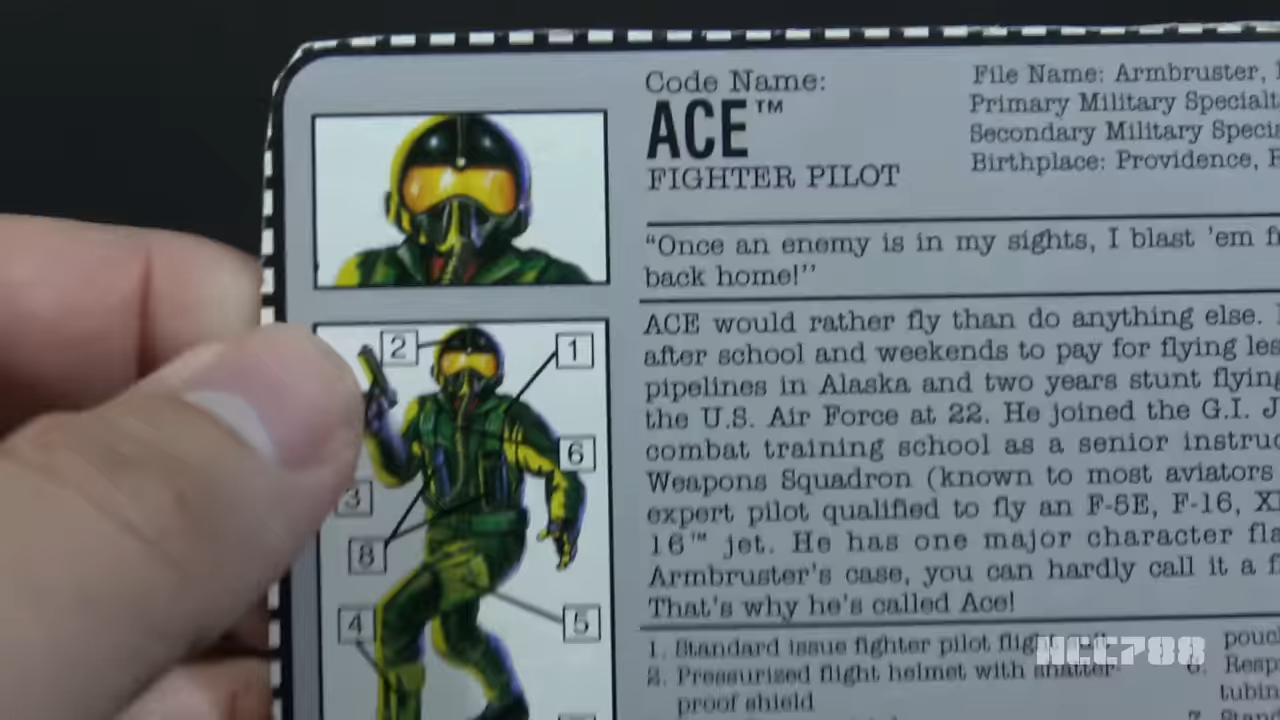 Code Name:
ACE™
FIGHTER PILOT
File Name: Armbruster,
Primary Military Specialt
Secondary Military Speci
Birthplace: Providence,
"Once an enemy is in my sights, I blast 'em f
back home!"
ACE would rather fly than do anything else.
after school and weekends to pay for flying les
pipelines in Alaska and two years stunt flying
the U.S. Air Force at 22. He joined the G.I. J
combat training school as a senior instruc
Weapons Squadron (known to most aviators
expert pilot qualified to fly an F-5E, F-16, X
16™ jet. He has one major character fla
Armbruster's case, you can hardly call it a f
That's why he's called Ace!
1. Standard issue fighter pilot flight
2. Pressurized flight helmet with shatter-
proof shield
pouc
6. Resp
tubin
7. Stan
2
1
6
3
8
4
5
HCC788